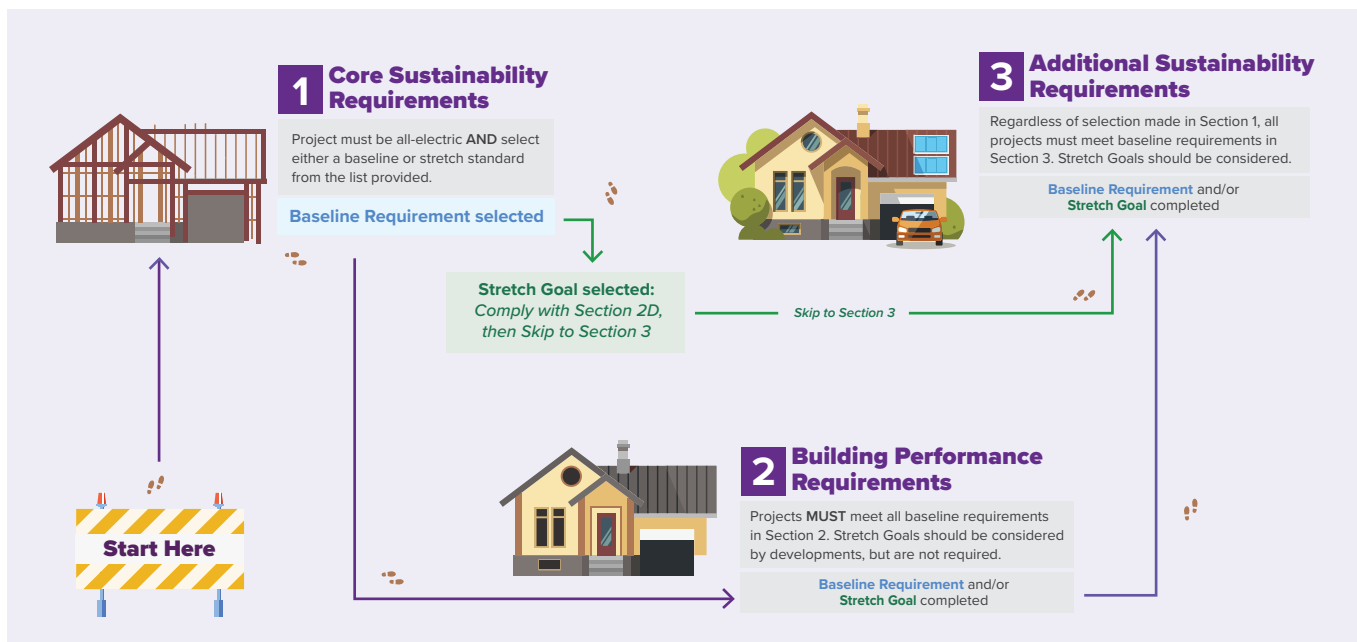 1
Core Sustainability
Requirements
Project must be all-electric AND select
either a baseline or stretch standard
from the list provided.
Baseline Requirement selected
Stretch Goal selected:
Comply with Section 2D,
then Skip to Section 3
Skip to Section 3
3
Additional Sustainability
Requirements
Regardless of selection made in Section 1, all
projects must meet baseline requirements in
Section 3. Stretch Goals should be considered.
Baseline Requirement and/or
Stretch Goal completed
Start Here
2
Building Performance
Requirements
Projects MUST meet all baseline requirements
in Section 2. Stretch Goals should be considered
by developments, but are not required.
Baseline Requirement and/or
Stretch Goal completed